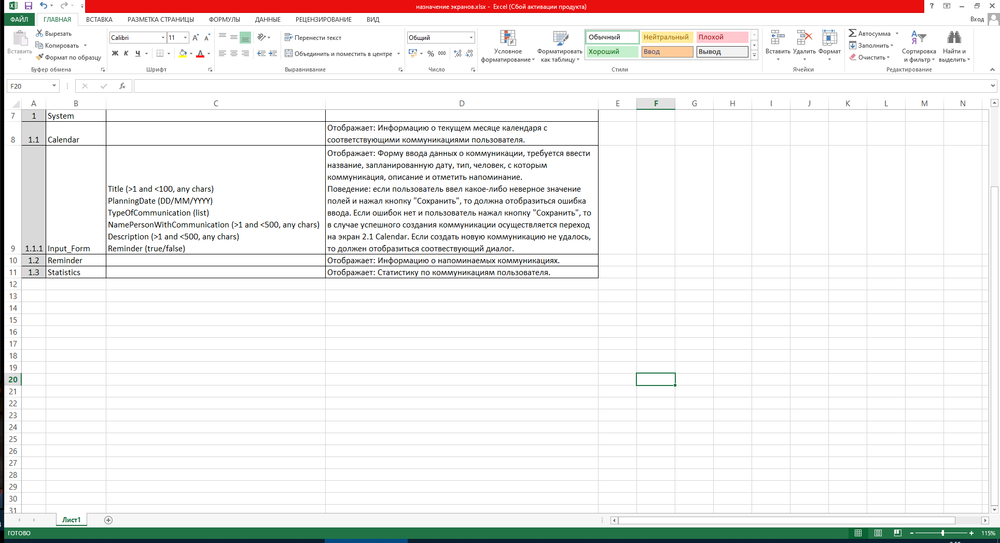 назначение экранов.xlsx - Excel (Сбой активации продукта)
ФАЙЛ ГЛАВНАЯ ВСТАВКА РАЗМЕТКА СТРАНИЦЫ ФОРМУЛЫ ДАННЫЕ РЕЦЕНЗИРОВАНИЕ ВИД Вход
Вставить
Вырезать
Копировать
Формат по образцу
Буфер обмена
Calibri 11
Ж К Ч
Шрифт
Перенести текст
Объединить и поместить в центре
Выравнивание
Общий
% 000
Число
Условное форматирование
Форматировать как таблицу
Обычный Нейтральный Плохой
Хороший Ввод Вывод
Стили
Вставить Удалить Формат
Ячейки
Автосумма
Заполнить
Очистить
Сортировка и фильтр
Найти и выделить
Редактирование
F20
A B C D E F G H I J K L M N
7 1 System
8 1.1 Calendar
Отображает: Информацию о текущем месяце календаря с
соответствующими коммуникациями пользователя.
9 1.1.1 Input_Form
Title (>1 and <100, any chars)
PlanningDate (DD/MM/YYYY)
TypeOfCommunication (list)
NamePersonWithCommunication (>1 and <500, any chars)
Description (>1 and <500, any chars)
Reminder (true/false)
Отображает: Форму ввода данных о коммуникации, требуется ввести
название, запланированную дату, тип, человек, с которым
коммуникация, описание и отметить напоминание.
Поведение: если пользователь ввел какое-либо неверное значение
полей и нажал кнопку "Сохранить", то должна отобразиться ошибка
ввода. Если ошибок нет и пользователь нажал кнопку "Сохранить", то
в случае успешного создания коммуникации осуществляется переход
на экран 2.1 Calendar. Если создать новую коммуникацию не удалось,
то должен отобразиться соотвествующий диалог.
10 1.2 Reminder Отображает: Информацию о напоминаемых коммуникациях.
11 1.3 Statistics Отображает: Статистику по коммуникациям пользователя.
12
13
14
15
16
17
18
19
20
21
22
23
24
25
26
27
28
29
30
31
Лист1
ГОТОВО 115%